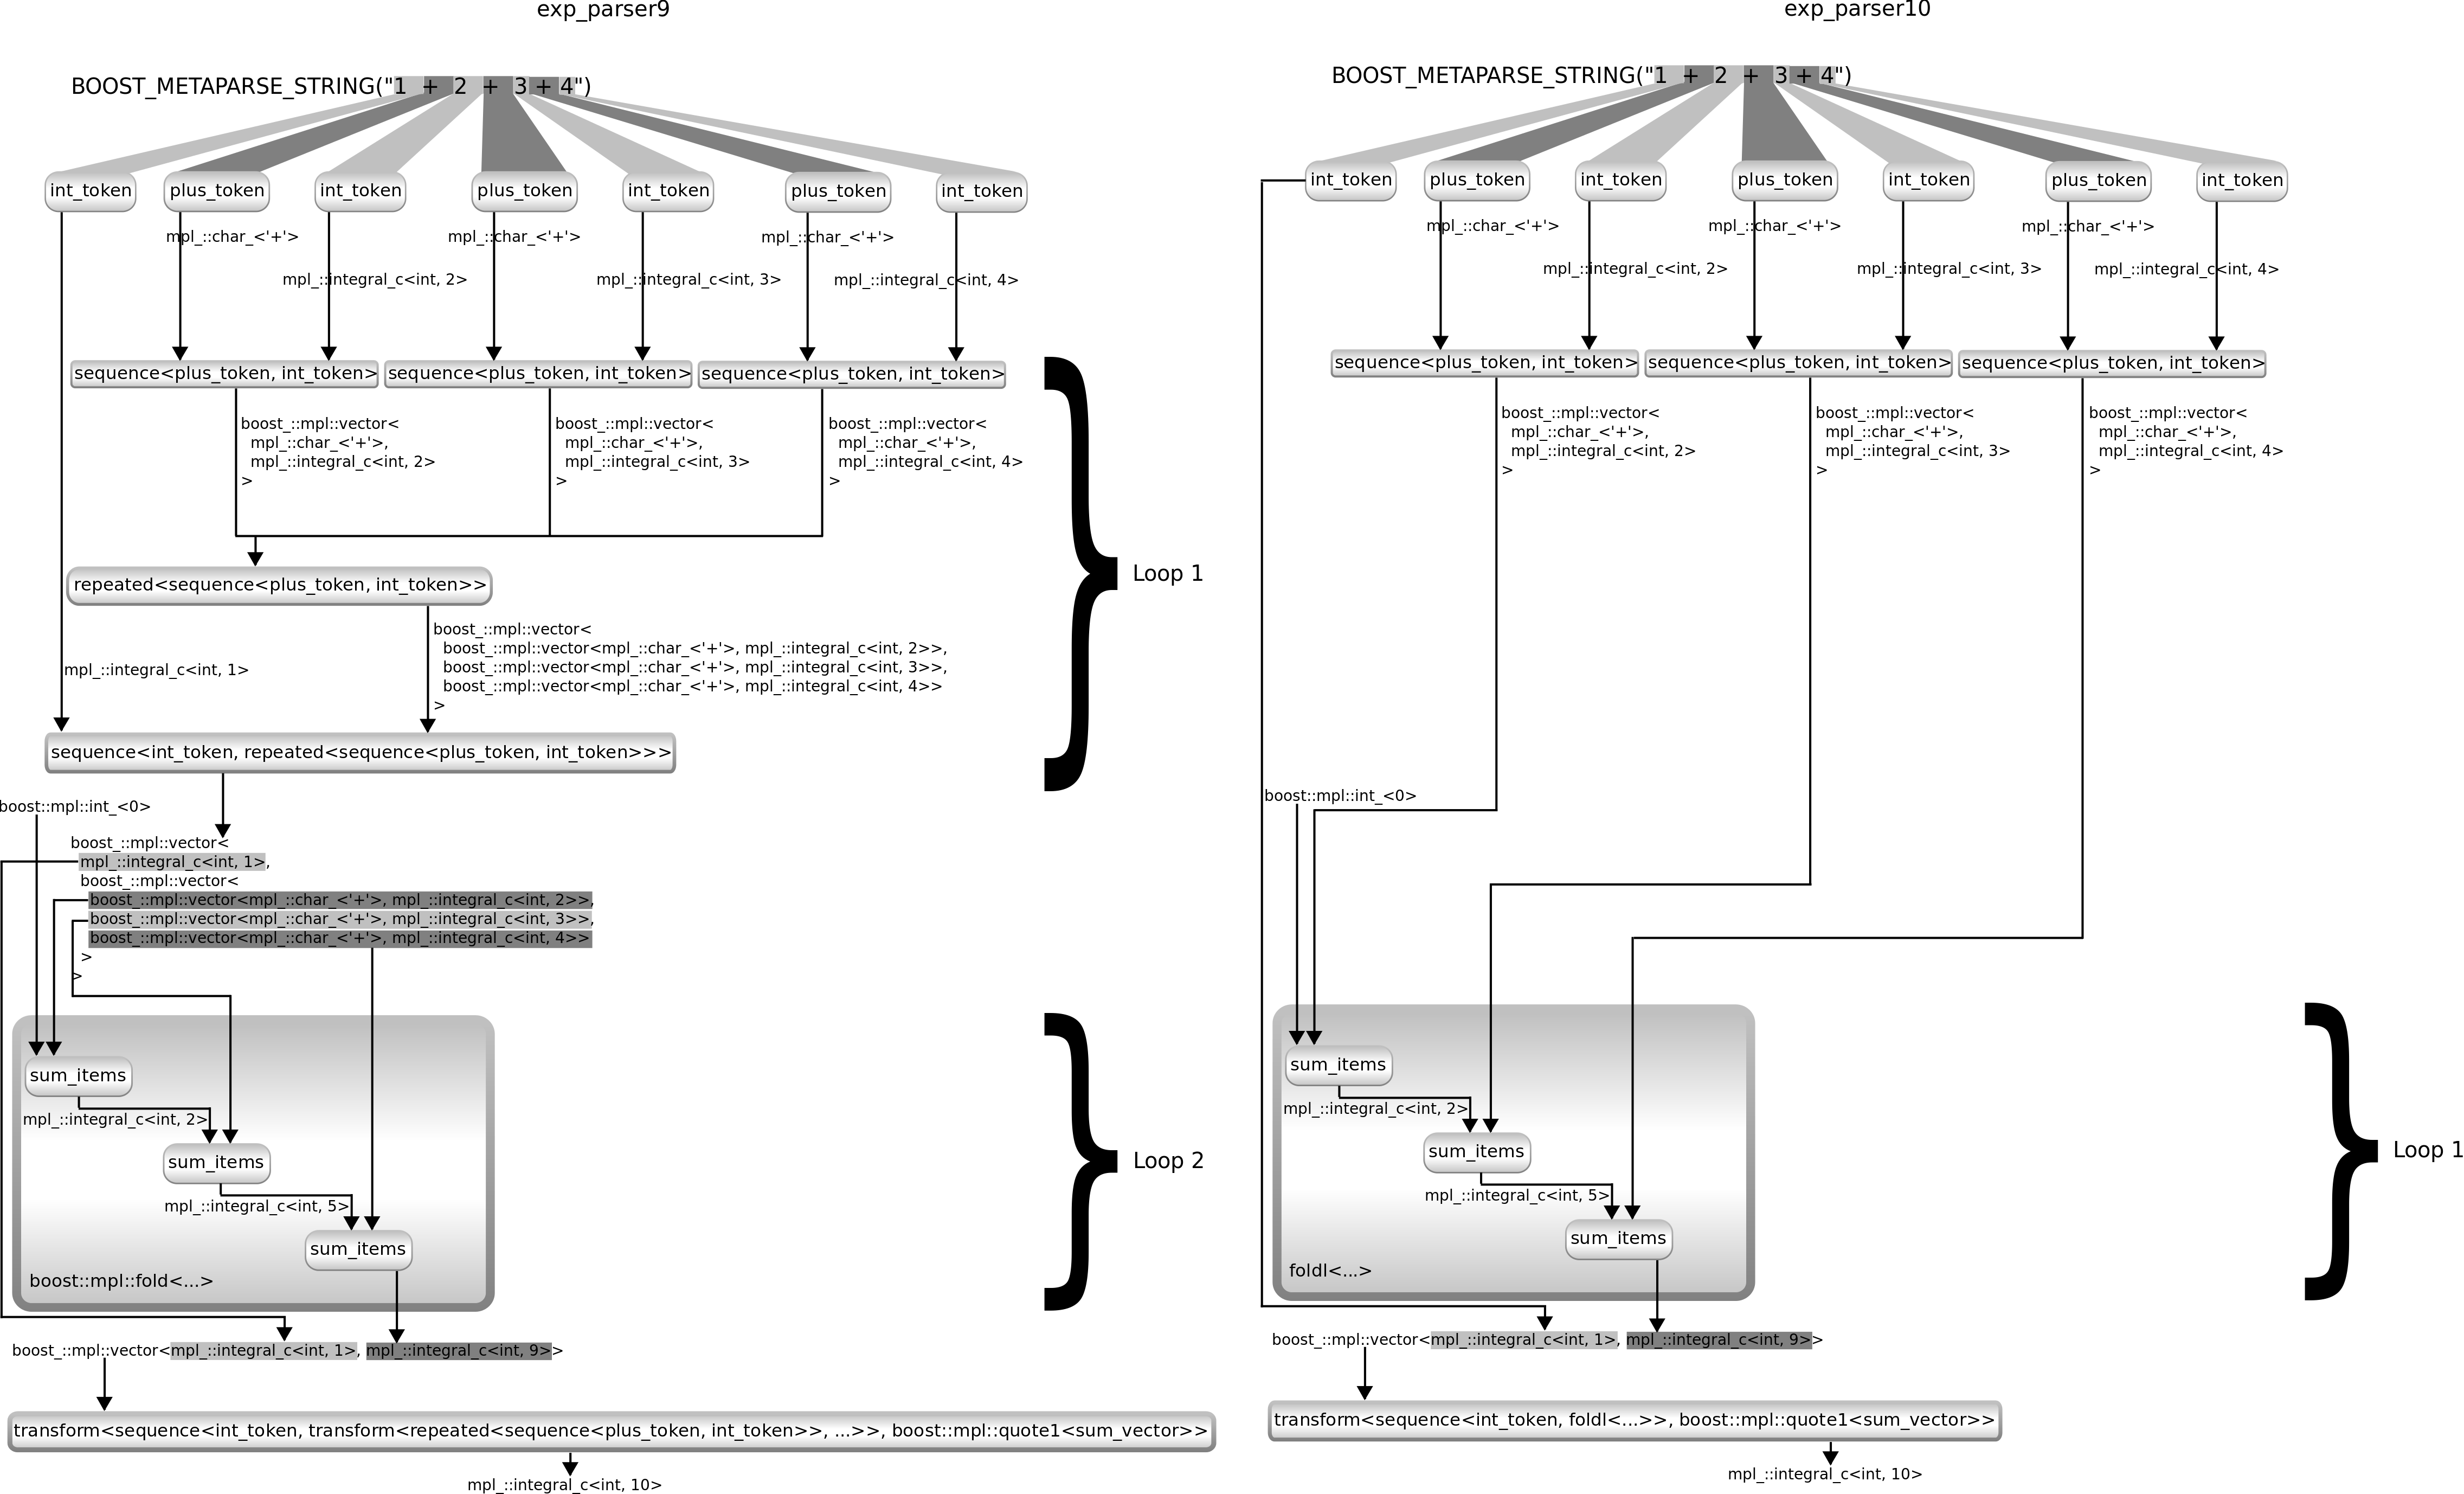 exp_parser9
BOOST_METAPARSE_STRING("1 + 2 + 3 + 4")
int_token
plus_token
int_token
plus_token
int_token
plus_token
int_token
mpl_::char_<'+'>
mpl_::char_<'+'>
mpl_::char_<'+'>
mpl_::integral_c<int, 2>
mpl_::integral_c<int, 3>
mpl_::integral_c<int, 4>
sequence<plus_token, int_token>
sequence<plus_token, int_token>
sequence<plus_token, int_token>
boost_::mpl::vector<
mpl_::char_<'+'>,
mpl_::integral_c<int, 2>
>
boost_::mpl::vector<
mpl_::char_<'+'>,
mpl_::integral_c<int, 3>
>
boost_::mpl::vector<
mpl_::char_<'+'>,
mpl_::integral_c<int, 4>
>
Loop 1
repeated<sequence<plus_token, int_token>>
boost_::mpl::vector<
boost_::mpl::vector<mpl_::char_<'+'>, mpl_::integral_c<int, 2>>,
boost_::mpl::vector<mpl_::char_<'+'>, mpl_::integral_c<int, 3>>,
boost_::mpl::vector<mpl_::char_<'+'>, mpl_::integral_c<int, 4>>
>
mpl_::integral_c<int, 1>
sequence<int_token, repeated<sequence<plus_token, int_token>>>
boost::mpl::int_<0>
boost_::mpl::vector<
mpl_::integral_c<int, 1>,
boost_::mpl::vector<
boost_::mpl::vector<mpl_::char_<'+'>, mpl_::integral_c<int, 2>>,
boost_::mpl::vector<mpl_::char_<'+'>, mpl_::integral_c<int, 3>>,
boost_::mpl::vector<mpl_::char_<'+'>, mpl_::integral_c<int, 4>>
>
>
sum_items
mpl_::integral_c<int, 2>
sum_items
mpl_::integral_c<int, 5>
sum_items
boost::mpl::fold<...>
Loop 2
boost_::mpl::vector<mpl_::integral_c<int, 1>, mpl_::integral_c<int, 9>>
transform<sequence<int_token, transform<repeated<sequence<plus_token, int_token>>, ...>>, boost::mpl::quote1<sum_vector>>
mpl_::integral_c<int, 10>
exp_parser10
BOOST_METAPARSE_STRING("1 + 2 + 3 + 4")
int_token
plus_token
int_token
plus_token
int_token
plus_token
int_token
mpl_::char_<'+'>
mpl_::char_<'+'>
mpl_::char_<'+'>
mpl_::integral_c<int, 2>
mpl_::integral_c<int, 3>
mpl_::integral_c<int, 4>
sequence<plus_token, int_token>
sequence<plus_token, int_token>
sequence<plus_token, int_token>
boost_::mpl::vector<
mpl_::char_<'+'>,
mpl_::integral_c<int, 2>
>
boost_::mpl::vector<
mpl_::char_<'+'>,
mpl_::integral_c<int, 3>
>
boost_::mpl::vector<
mpl_::char_<'+'>,
mpl_::integral_c<int, 4>
>
boost::mpl::int_<0>
sum_items
mpl_::integral_c<int, 2>
sum_items
mpl_::integral_c<int, 5>
sum_items
foldl<...>
Loop 1
boost_::mpl::vector<mpl_::integral_c<int, 1>, mpl_::integral_c<int, 9>>
transform<sequence<int_token, foldl<...>>, boost::mpl::quote1<sum_vector>>
mpl_::integral_c<int, 10>